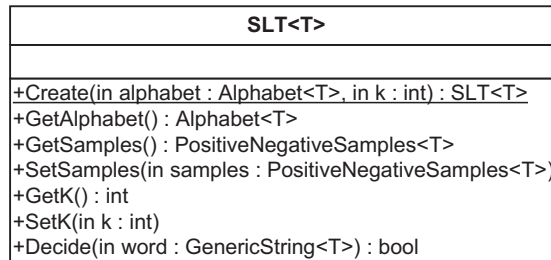 SLT<T>
+Create(in alphabet : Alphabet<T>, in k : int) : SLT<T>
+GetAlphabet() : Alphabet<T>
+GetSamples() : PositiveNegativeSamples<T>
+SetSamples(in samples : PositiveNegativeSamples<T>)
+GetK() : int
+SetK(in k : int)
+Decide(in word : GenericString<T>) : bool